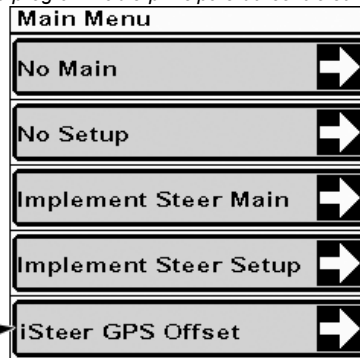 Main Menu
No Main
No Setup
Implement Steer Main
Implement Steer Setup
iSteer GPS Offset